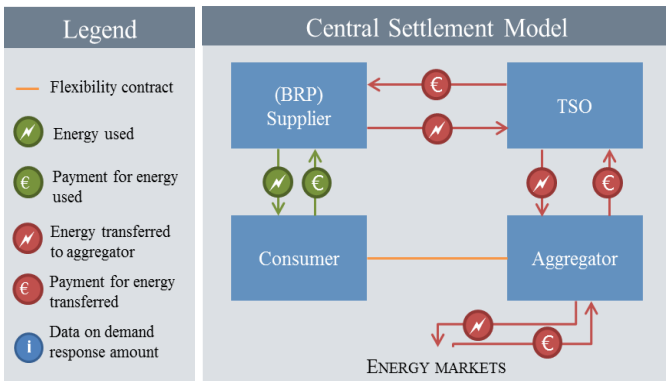 Legend
Flexibility contract
Energy used
€
Payment for energy
used
Energy transferred
to aggregator
€
Payment for energy
transferred
i
Data on demand
response amount
Central Settlement Model
(BRP)
Supplier
€
TSO
€
€
Consumer
Aggregator
€
ENERGY MARKETS